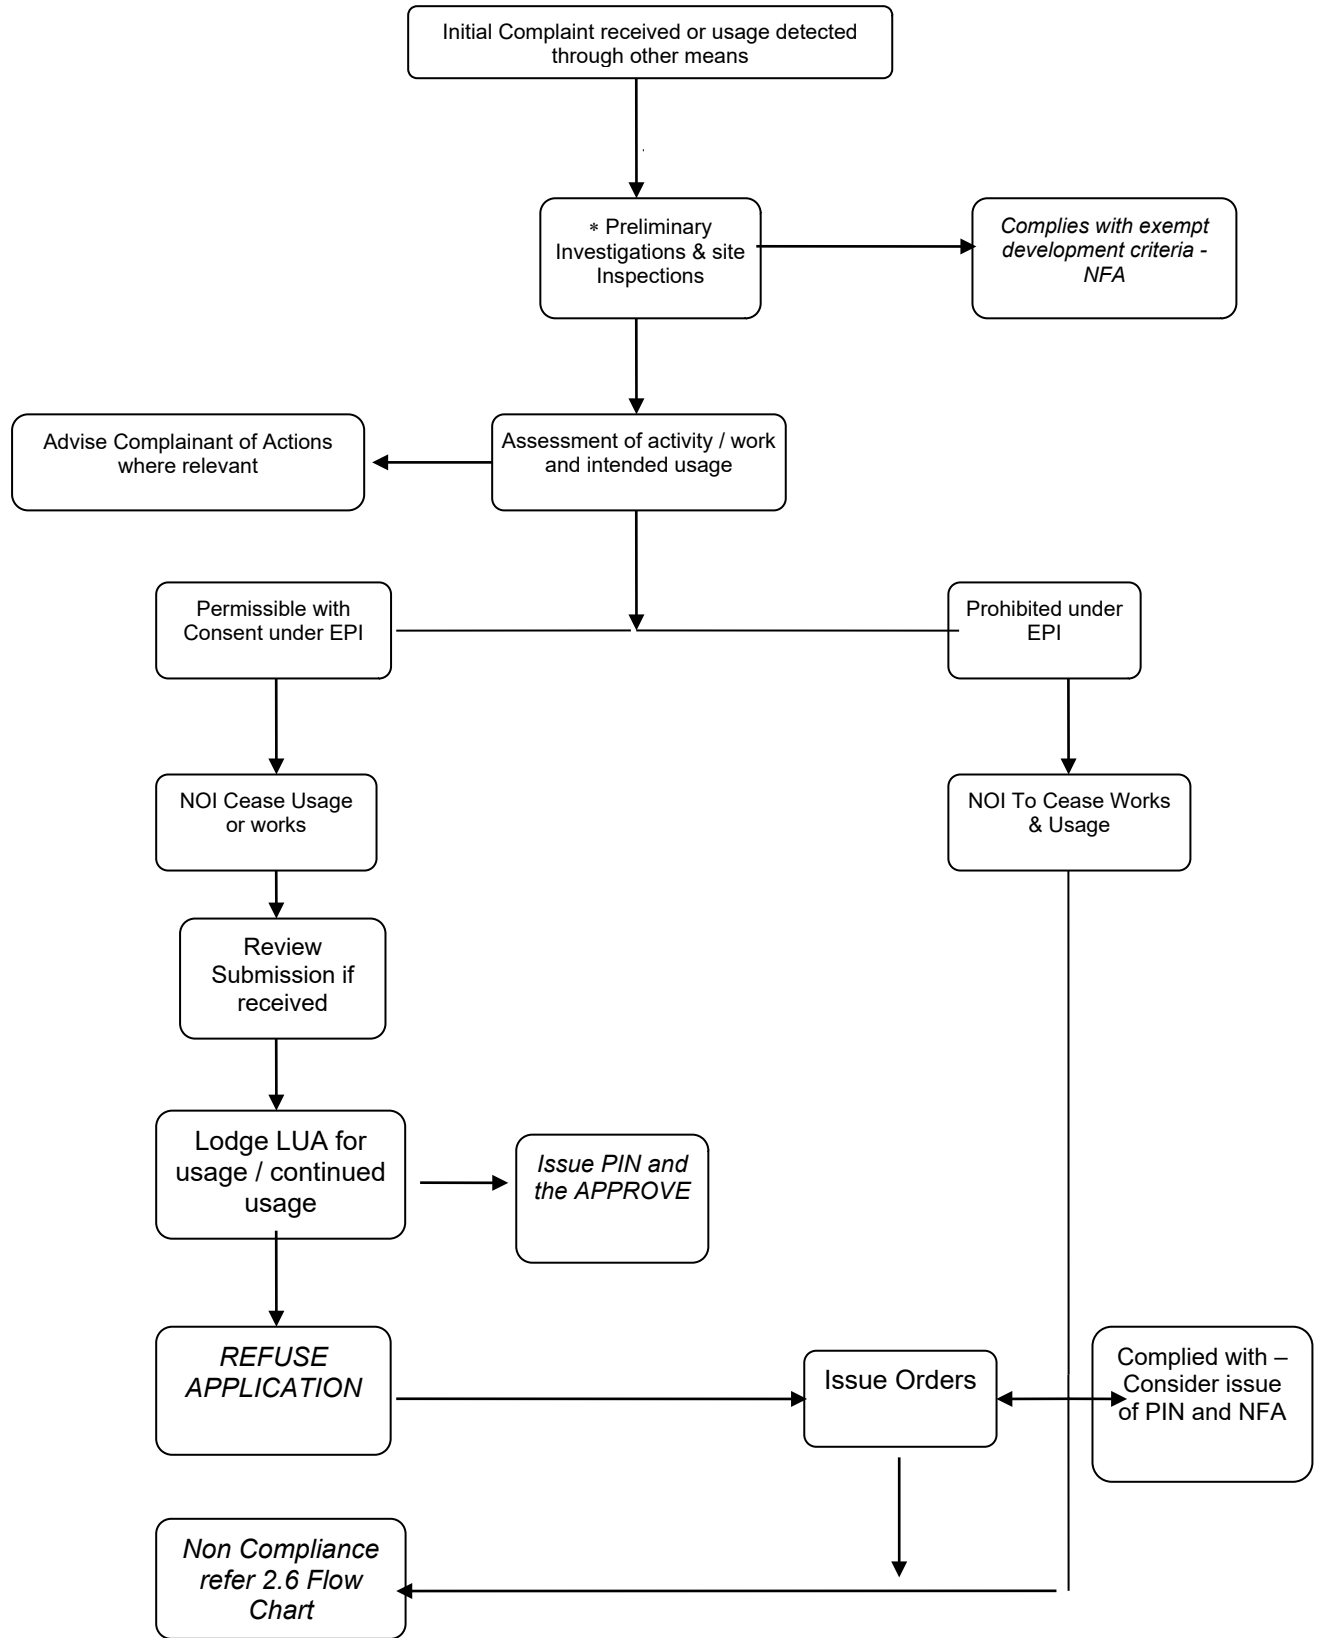 Initial Complaint received or usage detected
through other means
* Preliminary
Investigations & site
Inspections
Complies with exempt
development criteria -
NFA
Advise Complainant of Actions
where relevant
Assessment of activity / work
and intended usage
Permissible with
Consent under EPI
Prohibited under
EPI
NOI Cease Usage
or works
NOI To Cease Works
& Usage
Review
Submission if
received
Lodge LUA for
usage / continued
usage
Issue PIN and
the APPROVE
REFUSE
APPLICATION
Issue Orders
Complied with –
Consider issue
of PIN and NFA
Non Compliance
refer 2.6 Flow
Chart